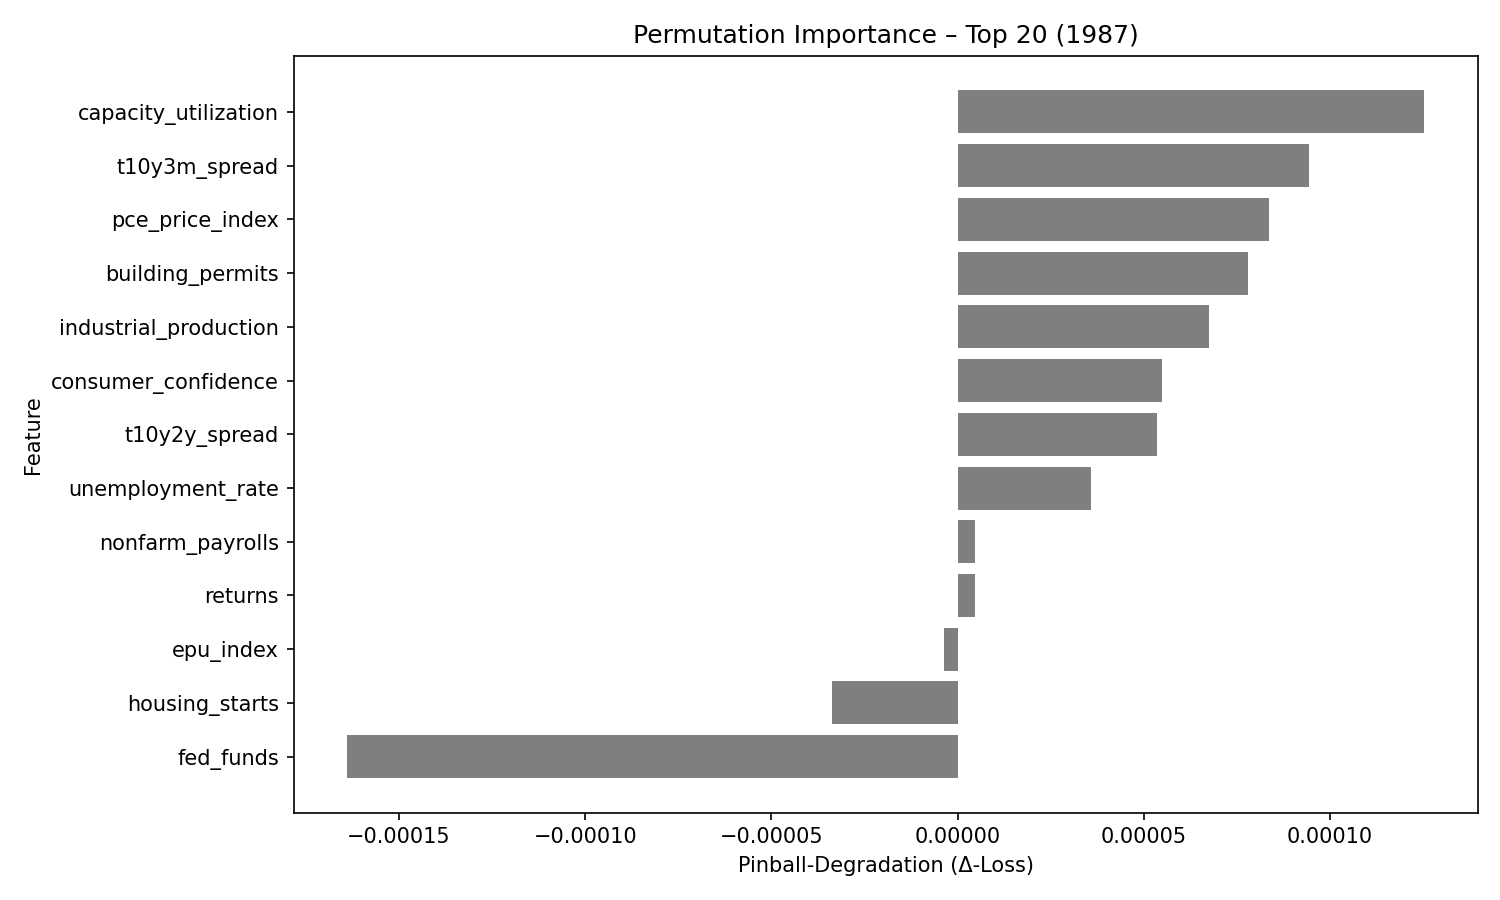 Permutation Importance – Top 20 (1987)
capacity_utilization
t10y3m_spread
pce_price_index
building_permits
industrial_production
consumer_confidence
t10y2y_spread
unemployment_rate
nonfarm_payrolls
returns
epu_index
housing_starts
fed_funds
Feature
−0.00015 −0.00010 −0.00005 0.00000 0.00005 0.00010
Pinball-Degradation (Δ-Loss)